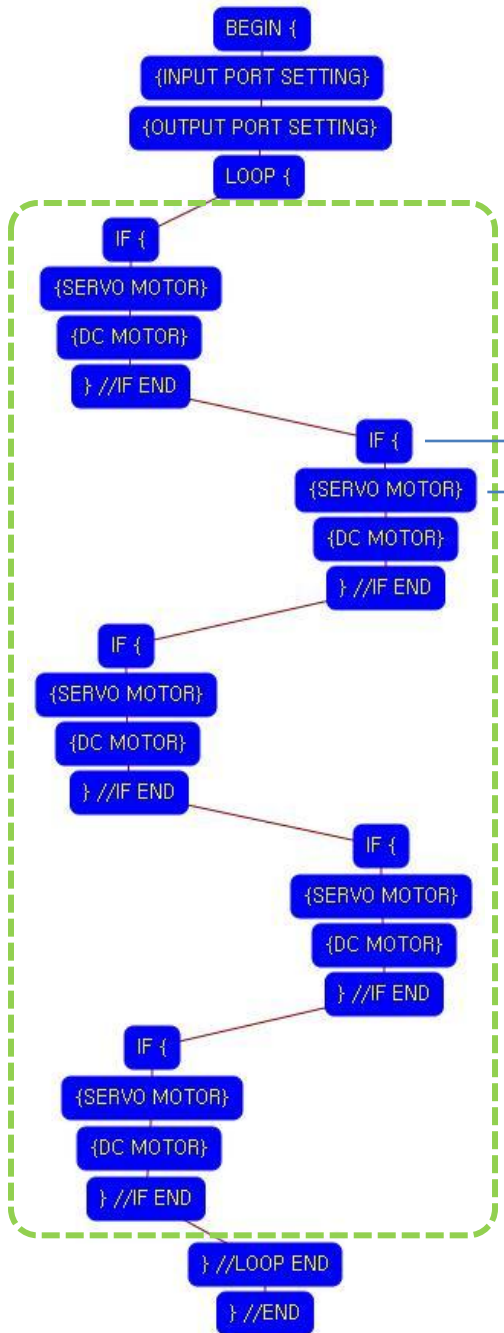 BEGIN {
{INPUT PORT SETTING}
{OUTPUT PORT SETTING}
LOOP {
IF {
{SERVO MOTOR}
{DC MOTOR}
} //IF END
IF {
{SERVO MOTOR}
{DC MOTOR}
} //IF END
IF {
{SERVO MOTOR}
{DC MOTOR}
} //IF END
IF {
{SERVO MOTOR}
{DC MOTOR}
} //IF END
IF {
{SERVO MOTOR}
{DC MOTOR}
} //IF END
} //LOOP END
} //END